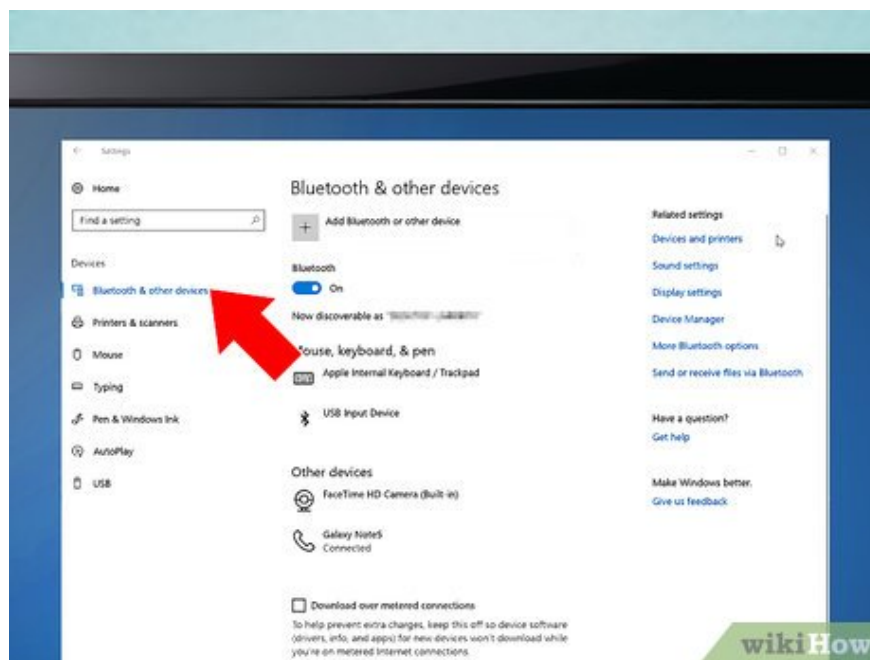 Settings
Home
Find a setting
Devices
Bluetooth & other devices
Printers & scanners
Mouse
Typing
Pen & Windows Ink
AutoPlay
USB
Bluetooth & other devices
Add Bluetooth or other device
Bluetooth
On
Now discoverable as
Mouse, keyboard, & pen
Apple Internal Keyboard / Trackpad
USB Input Device
Other devices
FaceTime HD Camera (Built-in)
Galaxy Note5
Connected
Download over metered connections
To help prevent extra charges, keep this off so device software
(drivers, info, and apps) for new devices won't download while
you're on metered Internet connections.
Related settings
Devices and printers
Sound settings
Display settings
Device Manager
More Bluetooth options
Send or receive files via Bluetooth
Have a question?
Get help
Make Windows better.
Give us feedback
wikiHow